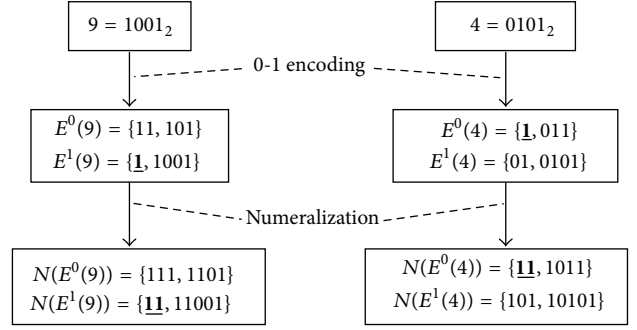 9 = 1001₂
4 = 0101₂
0-1 encoding
E⁰(9) = {11, 101}
E¹(9) = {1, 1001}
E⁰(4) = {1, 011}
E¹(4) = {01, 0101}
Numeralization
N(E⁰(9)) = {111, 1101}
N(E¹(9)) = {11, 11001}
N(E⁰(4)) = {11, 1011}
N(E¹(4)) = {101, 10101}